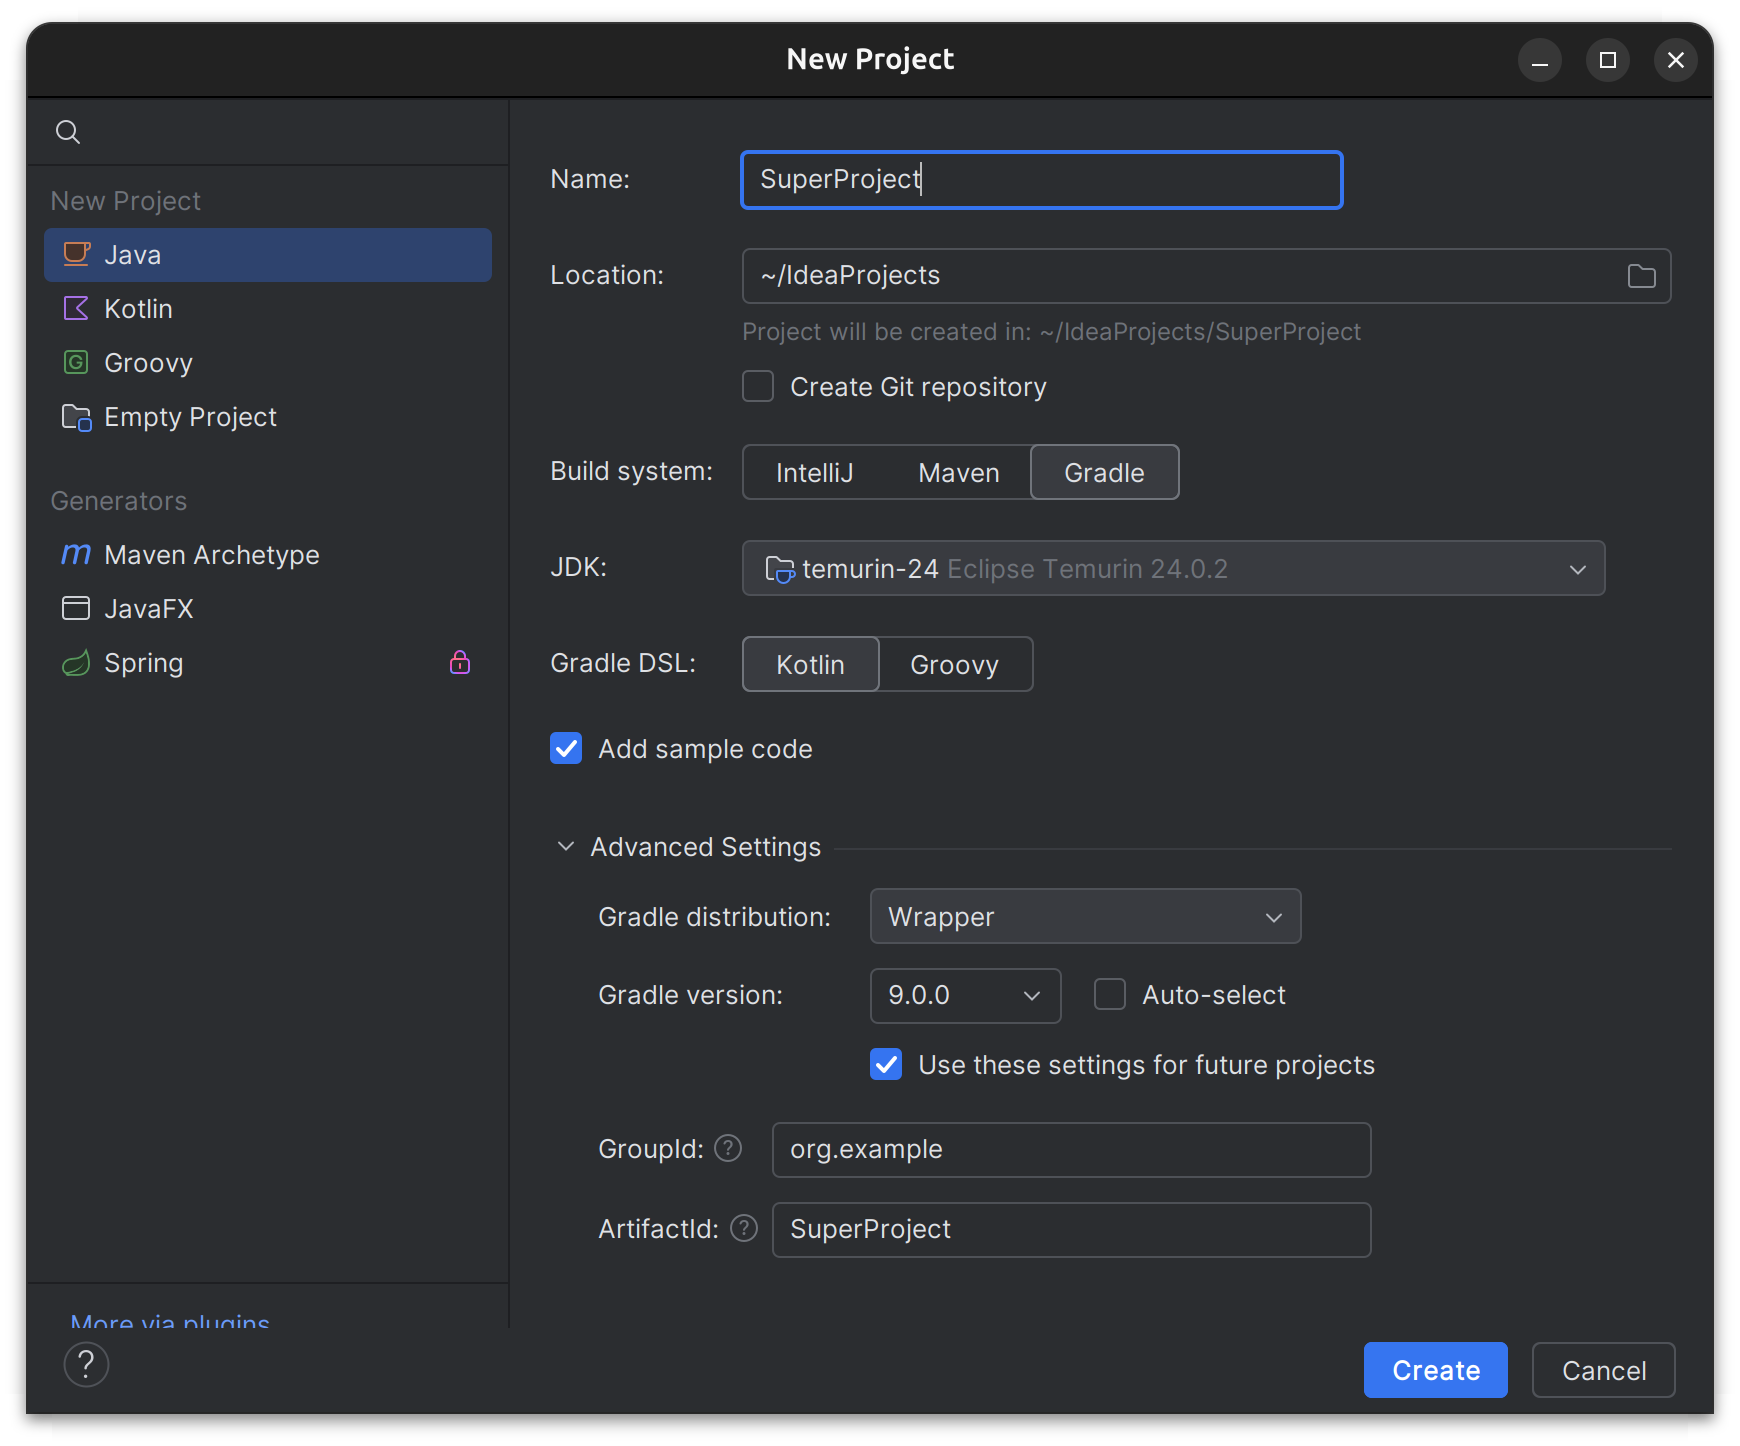 New Project
New Project
Java
Kotlin
Groovy
Empty Project
Generators
Maven Archetype
JavaFX
Spring
More via plugins
Name: SuperProject
Location: ~/IdeaProjects
Project will be created in: ~/IdeaProjects/SuperProject
Create Git repository
Build system: IntelliJ Maven Gradle
JDK: temurin-24 Eclipse Temurin 24.0.2
Gradle DSL: Kotlin Groovy
Add sample code
Advanced Settings
Gradle distribution: Wrapper
Gradle version: 9.0.0 Auto-select
Use these settings for future projects
GroupId: ? org.example
ArtifactId: ? SuperProject
? Create Cancel